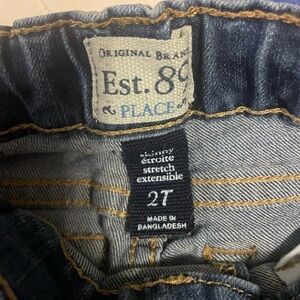 ORIGINAL BRAND
Est. 89
PLACE
skinny
étroite
stretch
extensible
2T
MADE IN
BANGLADESH